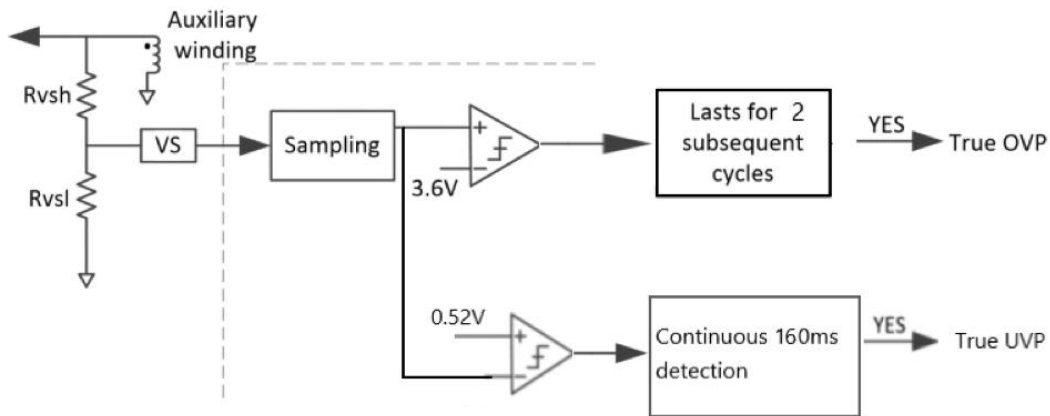 Auxiliary
winding
Rvsh
VS
Rvsl
Sampling
+
−
3.6V
Lasts for 2
subsequent
cycles
YES
True OVP
0.52V
+
−
Continuous 160ms
detection
YES
True UVP